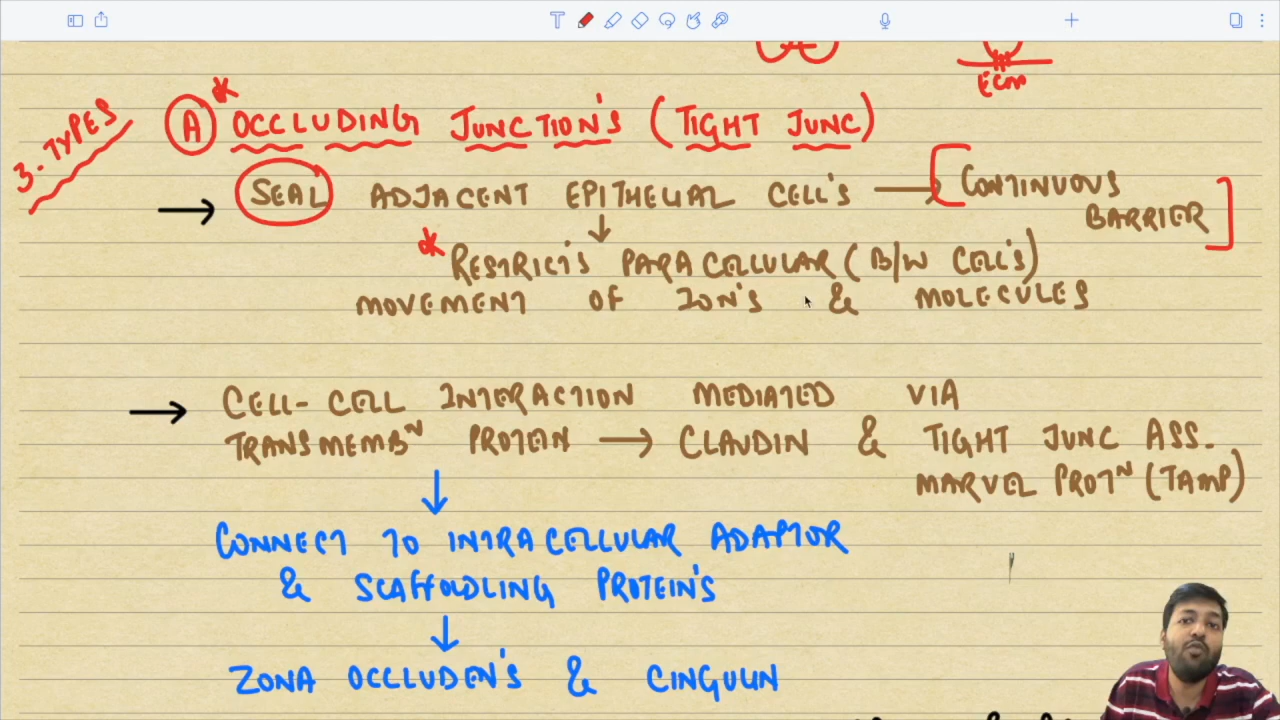 ECM
3. TYPES
A * OCCLUDING JUNCTION'S (TIGHT JUNC)
→ SEAL ADJACENT EPITHELIAL CELL'S → [CONTINUOUS
BARRIER]
↓
* RESTRICT'S PARACELLULAR (B/W CELL'S)
MOVEMENT OF ION'S & MOLECULES
→ CELL-CELL INTERACTION MEDIATED VIA
TRANSMEMBᴺ PROTEIN → CLAUDIN & TIGHT JUNC ASS.
MARVEL PROTᴺ (TAMP)
↓
CONNECT TO INTRACELLULAR ADAPTOR
& SCAFFOLDLING PROTEIN'S
↓
ZONA OCCLUDEN'S & CINGULIN